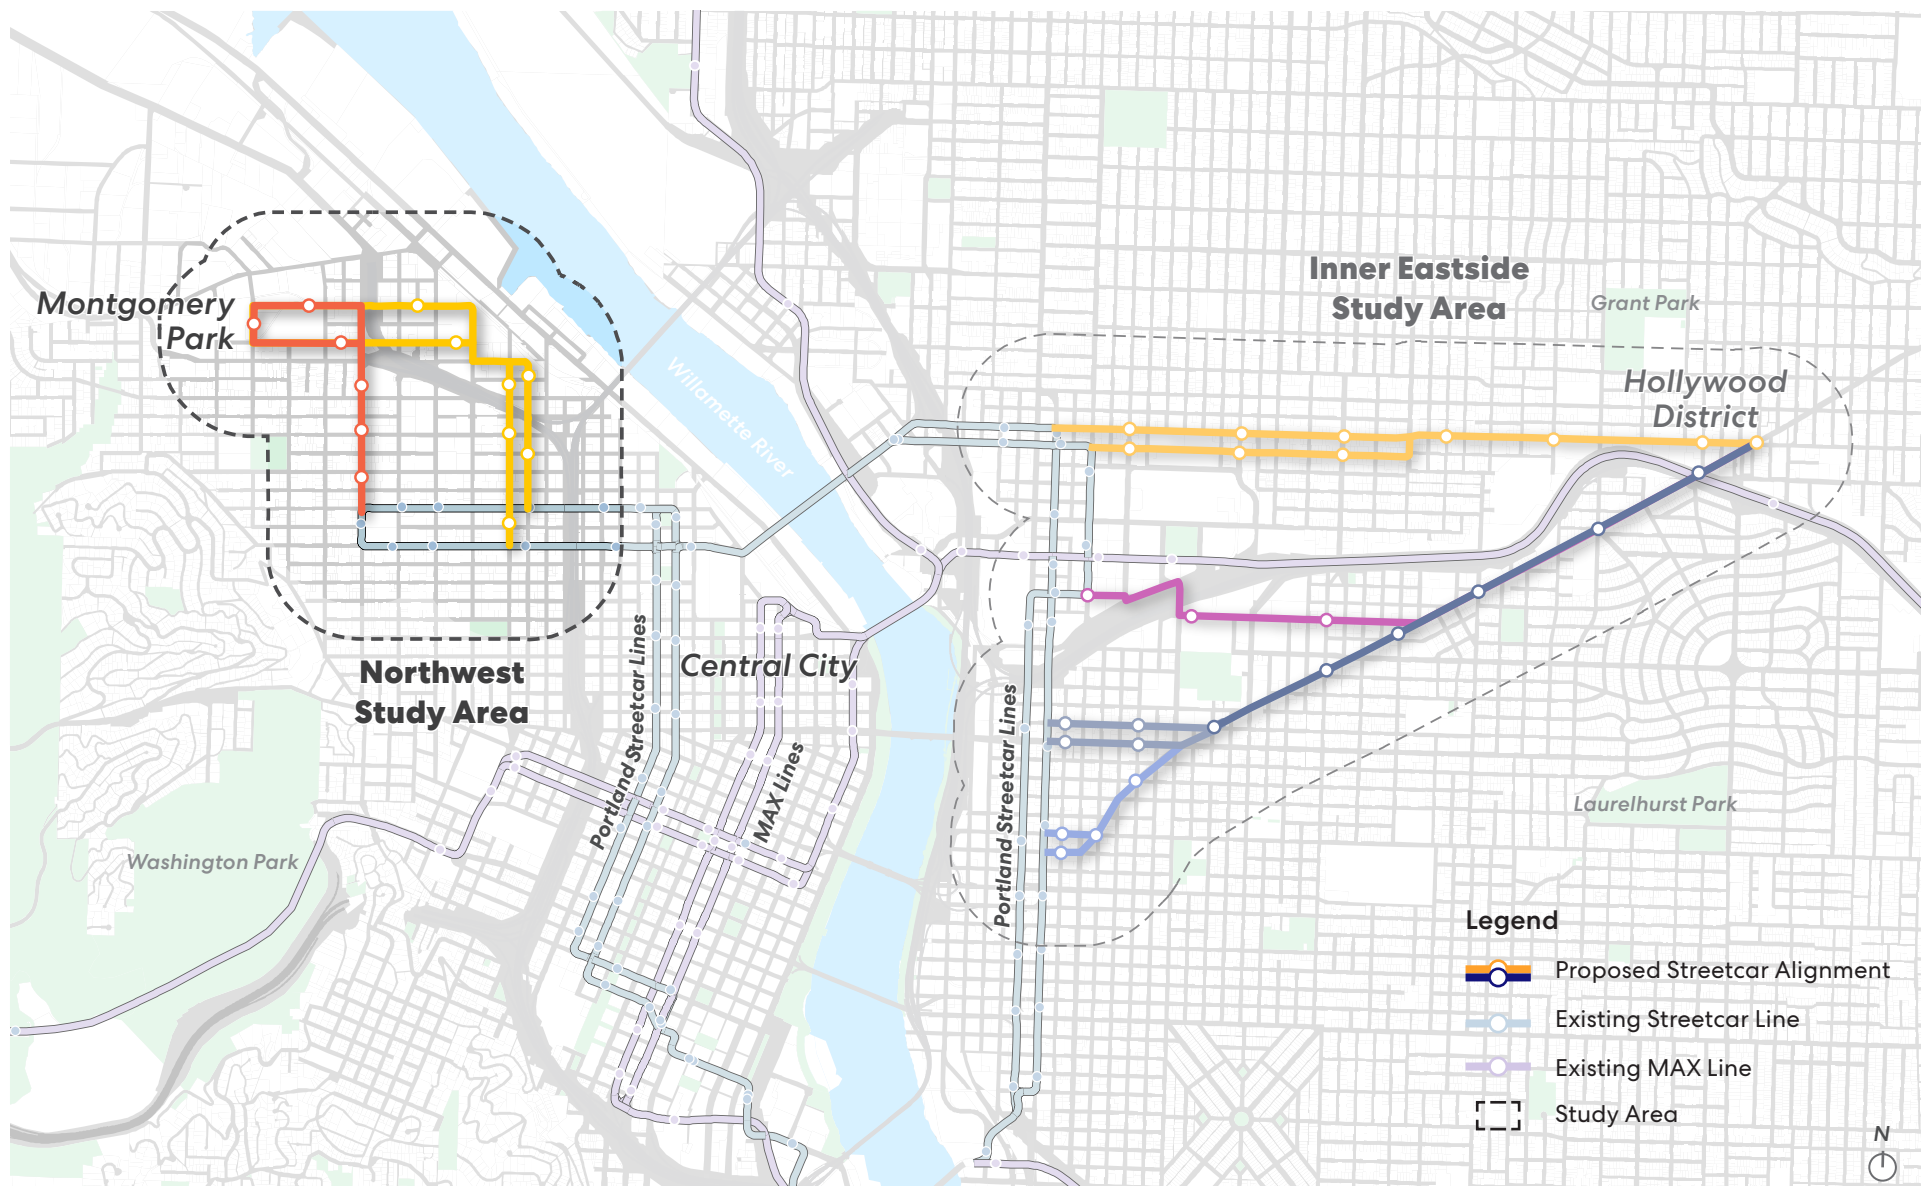 Inner Eastside
Study Area
Grant Park
Montgomery
Park
Willamette River
Hollywood
District
Northwest
Study Area
Central City
Portland Streetcar Lines
MAX Lines
Portland Streetcar Lines
Laurelhurst Park
Washington Park
Legend
Proposed Streetcar Alignment
Existing Streetcar Line
Existing MAX Line
Study Area
N